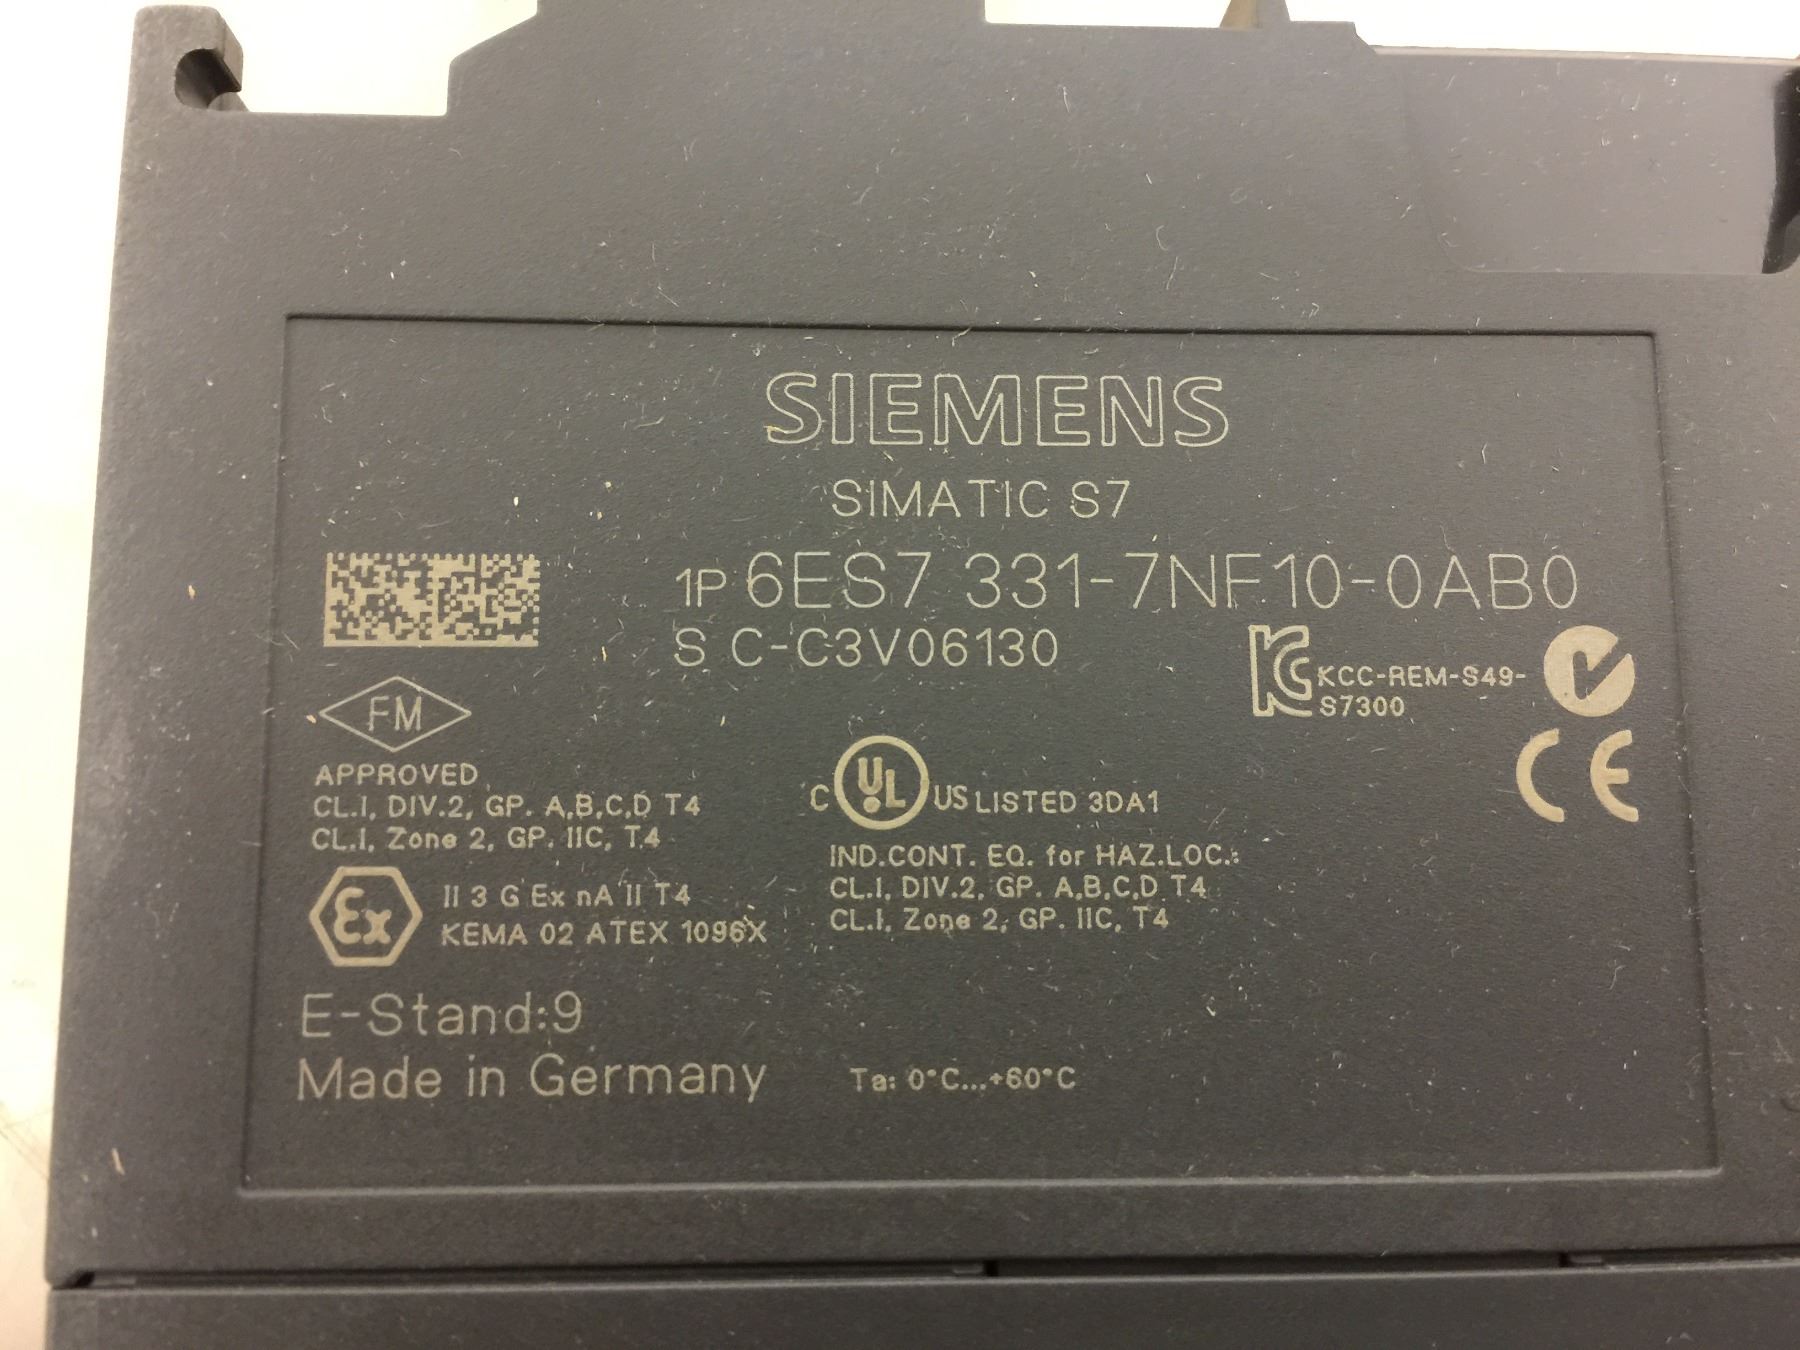 SIEMENS
SIMATIC S7
1P 6ES7 331-7NF10-0AB0
S C-C3V06130
KCC-REM-S49-
S7300
FM
APPROVED
CL.I, DIV.2, GP. A,B,C,D T4
CL.I, Zone 2, GP. IIC, T4
C UL US LISTED 3DA1
IND.CONT. EQ. for HAZ.LOC.:
CL.I, DIV.2, GP. A,B,C,D T4
CL.I, Zone 2, GP. IIC, T4
CE
Ex
II 3 G Ex nA II T4
KEMA 02 ATEX 1096X
E-Stand:9
Made in Germany
Ta: 0°C...+60°C